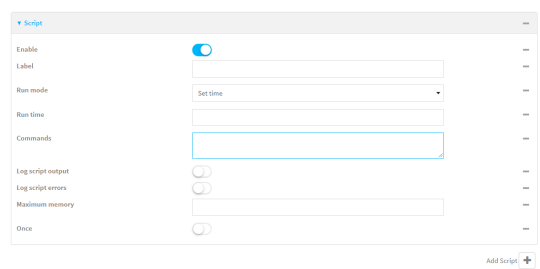 Script
Enable
Label
Run mode
Set time
Run time
Commands
Log script output
Log script errors
Maximum memory
Once
Add Script